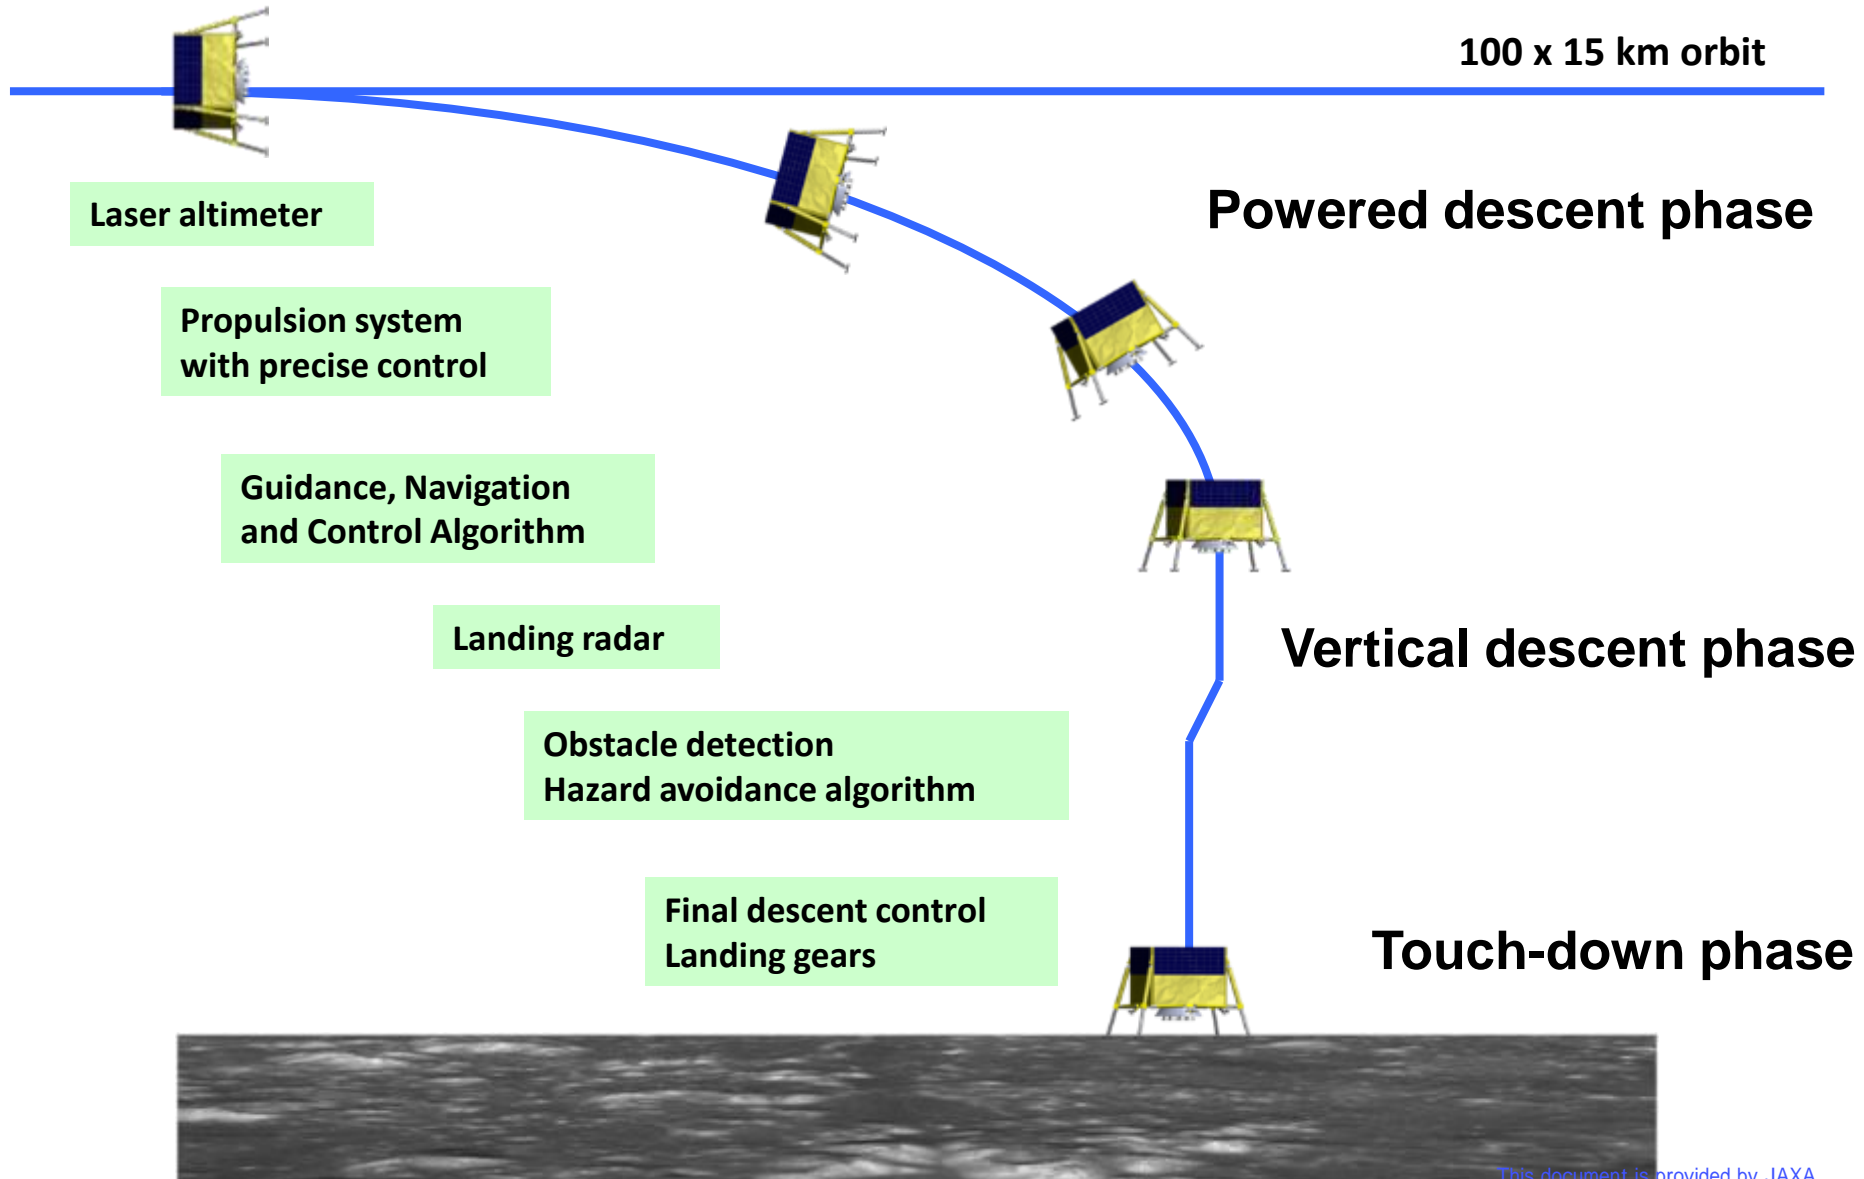 100 x 15 km orbit
Laser altimeter
Powered descent phase
Propulsion system
with precise control
Guidance, Navigation
and Control Algorithm
Landing radar
Vertical descent phase
Obstacle detection
Hazard avoidance algorithm
Final descent control
Landing gears
Touch-down phase
This document is provided by JAXA